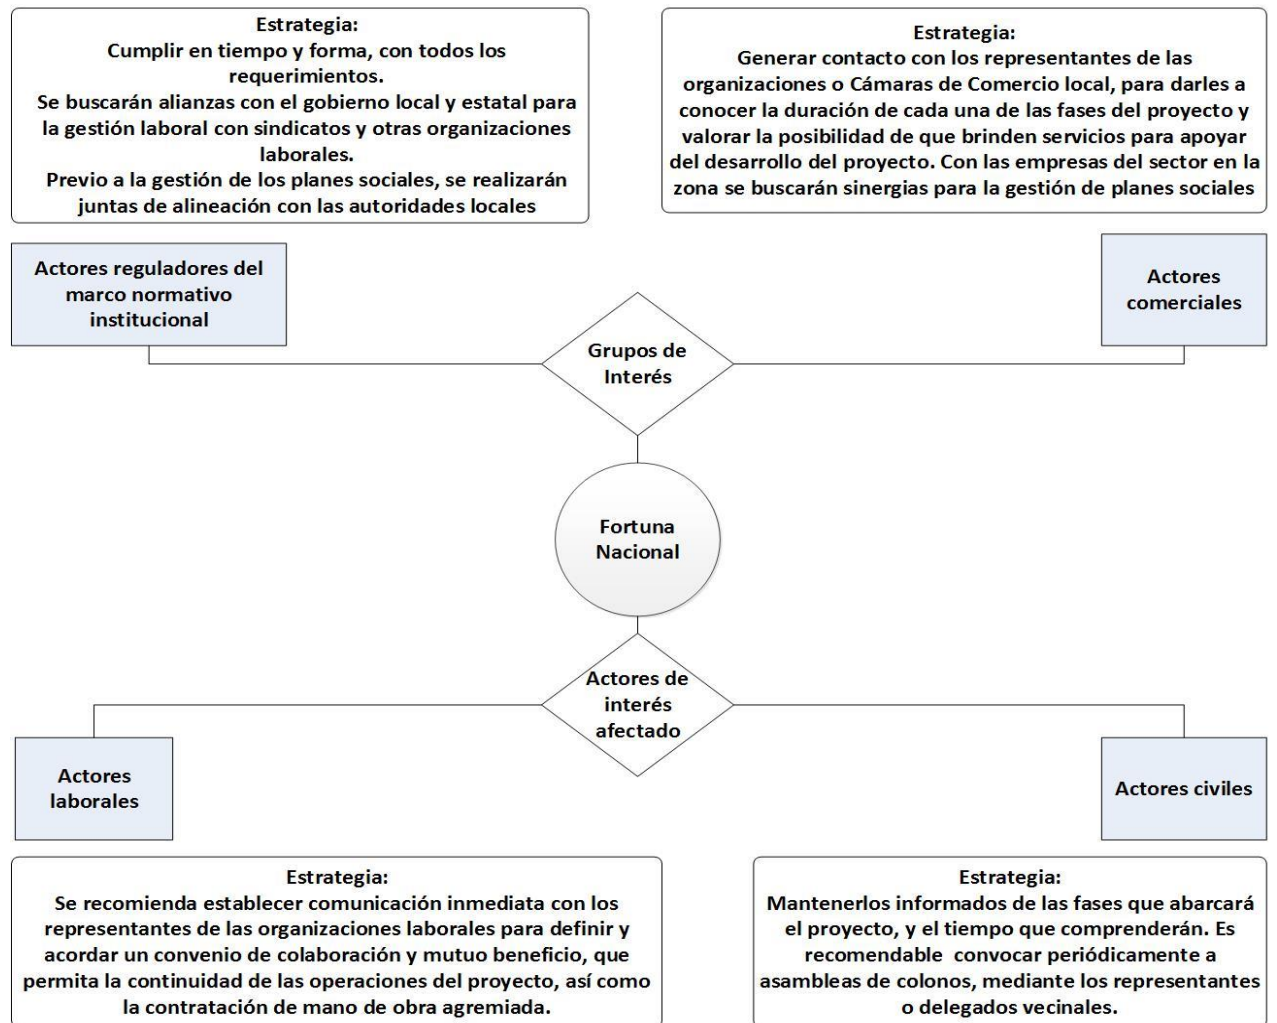 Estrategia:
Cumplir en tiempo y forma, con todos los
requerimientos.
Se buscarán alianzas con el gobierno local y estatal para
la gestión laboral con sindicatos y otras organizaciones
laborales.
Previo a la gestión de los planes sociales, se realizarán
juntas de alineación con las autoridades locales
Estrategia:
Generar contacto con los representantes de las
organizaciones o Cámaras de Comercio local, para darles a
conocer la duración de cada una de las fases del proyecto y
valorar la posibilidad de que brinden servicios para apoyar
del desarrollo del proyecto. Con las empresas del sector en la
zona se buscarán sinergias para la gestión de planes sociales
Actores reguladores del
marco normativo
institucional
Actores
comerciales
Grupos de
Interés
Fortuna
Nacional
Actores de
interés
afectado
Actores
laborales
Actores civiles
Estrategia:
Se recomienda establecer comunicación inmediata con los
representantes de las organizaciones laborales para definir y
acordar un convenio de colaboración y mutuo beneficio, que
permita la continuidad de las operaciones del proyecto, así como
la contratación de mano de obra agremiada.
Estrategia:
Mantenerlos informados de las fases que abarcará
el proyecto, y el tiempo que comprenderán. Es
recomendable convocar periódicamente a
asambleas de colonos, mediante los representantes
o delegados vecinales.